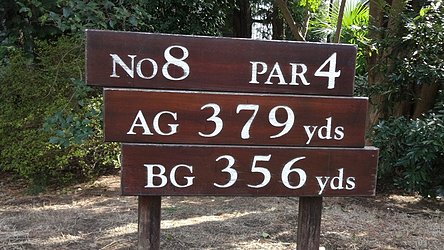 No8 PAR4
AG 379 yds
BG 356 yds